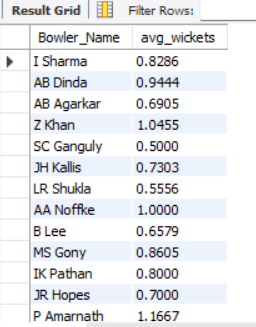 Result Grid Filter Rows:
Bowler_Name avg_wickets
I Sharma 0.8286
AB Dinda 0.9444
AB Agarkar 0.6905
Z Khan 1.0455
SC Ganguly 0.5000
JH Kallis 0.7303
LR Shukla 0.5556
AA Noffke 1.0000
B Lee 0.6579
MS Gony 0.8605
IK Pathan 0.8000
JR Hopes 0.7000
P Amarnath 1.1667